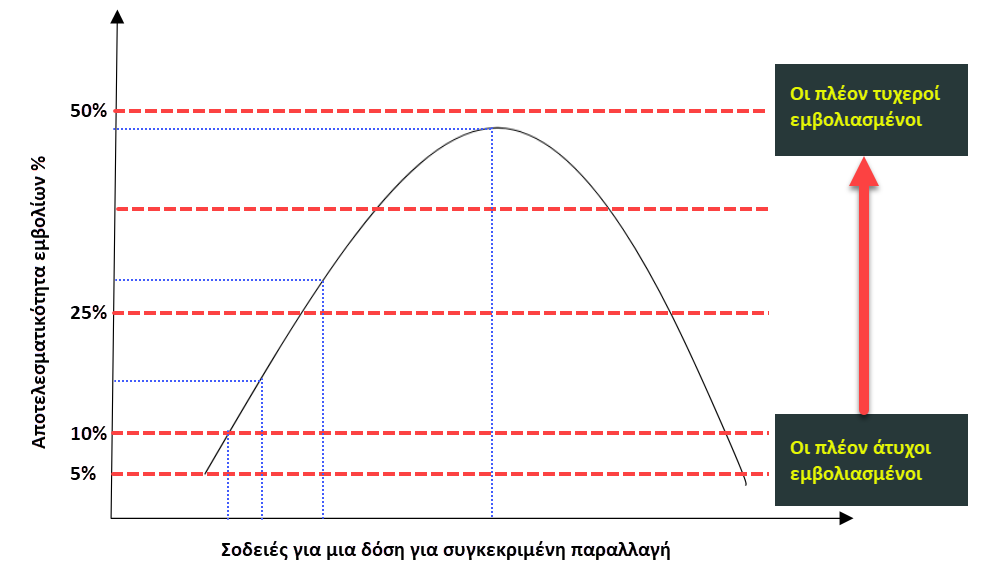 50%
25%
10%
5%
Αποτελεσματικότητα εμβολίων %
Σοδειές για μια δόση για συγκεκριμένη παραλλαγή
Οι πλέον τυχεροί
εμβολιασμένοι
Οι πλέον άτυχοι
εμβολιασμένοι